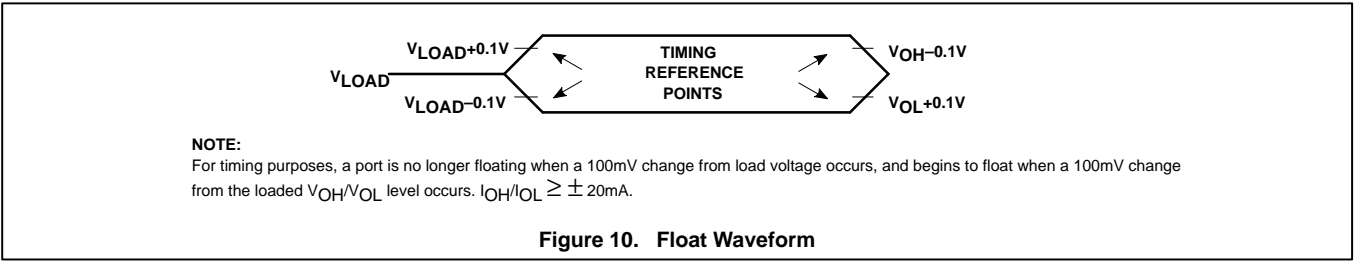 VLOAD
VLOAD+0.1V
VLOAD–0.1V
TIMING
REFERENCE
POINTS
VOH–0.1V
VOL+0.1V
NOTE:
For timing purposes, a port is no longer floating when a 100mV change from load voltage occurs, and begins to float when a 100mV change
from the loaded VOH/VOL level occurs. IOH/IOL ≥ ± 20mA.
Figure 10. Float Waveform